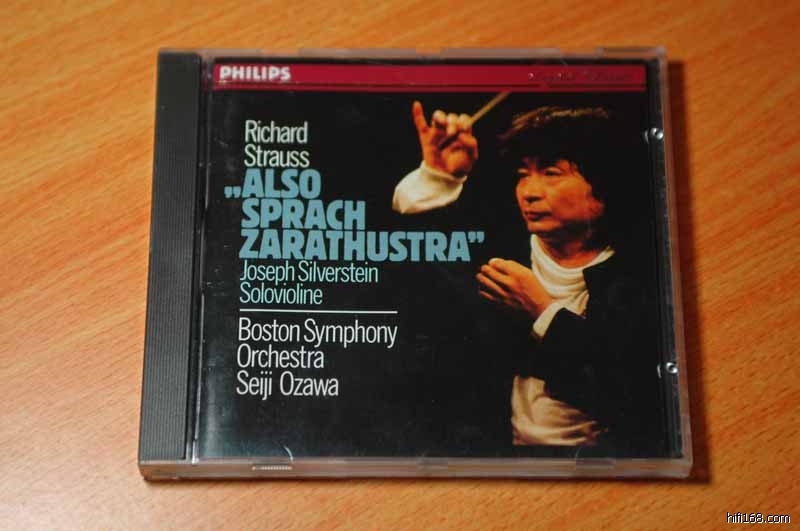 PHILIPS
Richard
Strauss
„ALSO
SPRACH
ZARATHUSTRA”
Joseph Silverstein
Solovioline
Boston Symphony
Orchestra
Seiji Ozawa
hifi168.com